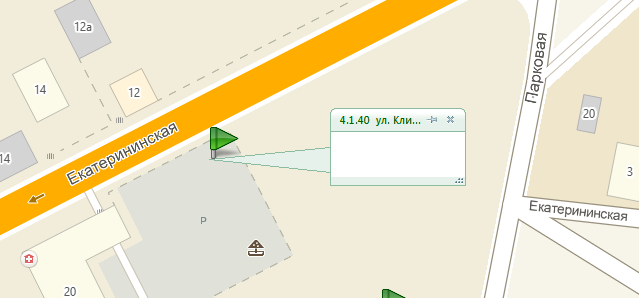 12а
14
12
14
Екатерининская
Парковая
4.1.40 ул. Кли...
20
3
Екатерининская
P
20